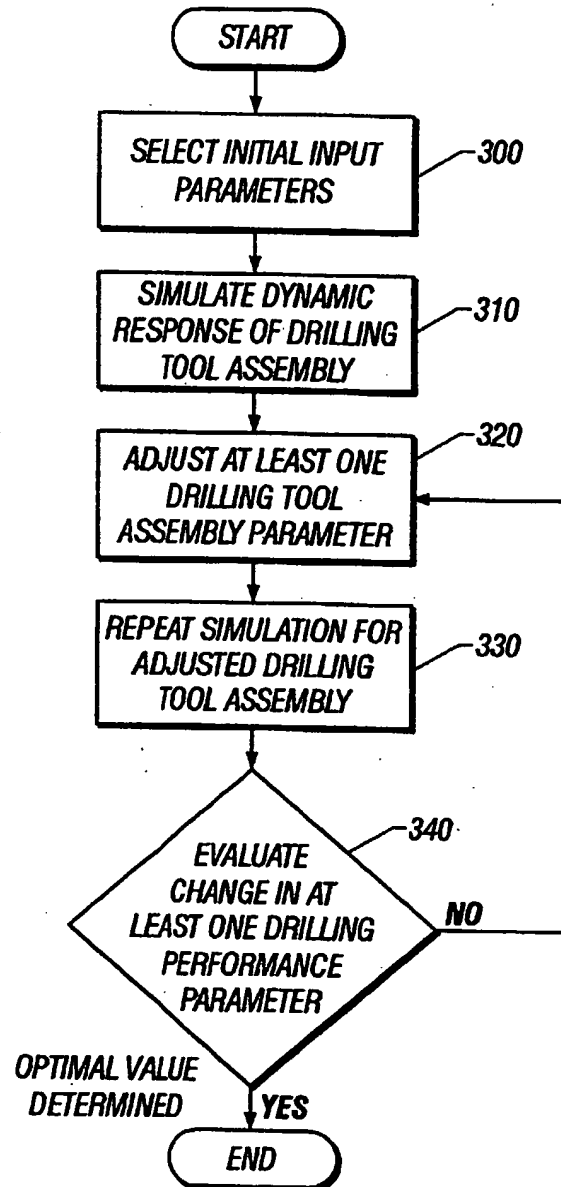 START
SELECT INITIAL INPUT
PARAMETERS
300
SIMULATE DYNAMIC
RESPONSE OF DRILLING
TOOL ASSEMBLY
310
ADJUST AT LEAST ONE
DRILLING TOOL
ASSEMBLY PARAMETER
320
REPEAT SIMULATION FOR
ADJUSTED DRILLING
TOOL ASSEMBLY
330
EVALUATE
CHANGE IN AT
LEAST ONE DRILLING
PERFORMANCE
PARAMETER
340
NO
OPTIMAL VALUE
DETERMINED
YES
END